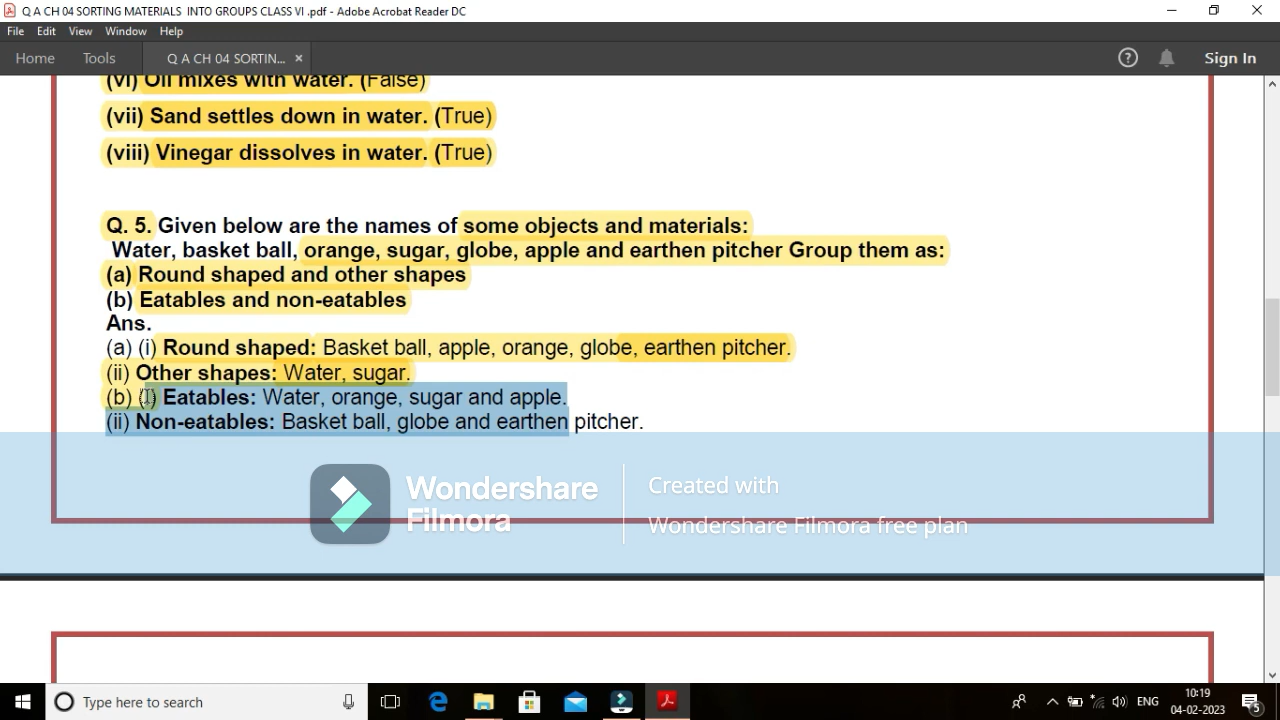 Q A CH 04 SORTING MATERIALS  INTO GROUPS CLASS VI .pdf - Adobe Acrobat Reader DC
File Edit View Window Help
Home Tools Q A CH 04 SORTIN... × ? Sign In
(vi) Oil mixes with water. (False)
(vii) Sand settles down in water. (True)
(viii) Vinegar dissolves in water. (True)
Q. 5. Given below are the names of some objects and materials:
Water, basket ball, orange, sugar, globe, apple and earthen pitcher Group them as:
(a) Round shaped and other shapes
(b) Eatables and non-eatables
Ans.
(a) (i) Round shaped: Basket ball, apple, orange, globe, earthen pitcher.
(ii) Other shapes: Water, sugar.
(b) (i) Eatables: Water, orange, sugar and apple.
(ii) Non-eatables: Basket ball, globe and earthen pitcher.
Wondershare
Filmora
Created with
Wondershare Filmora free plan
Type here to search
ENG
10:19
04-02-2023
5